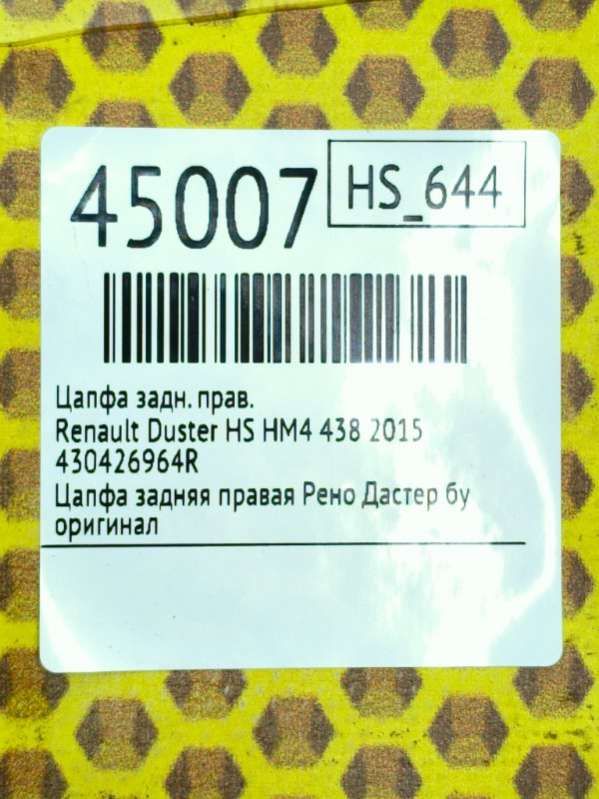 45007
HS_644
Цапфа задн. прав.
Renault Duster HS HM4 438 2015
430426964R
Цапфа задняя правая Рено Дастер бу
оригинал